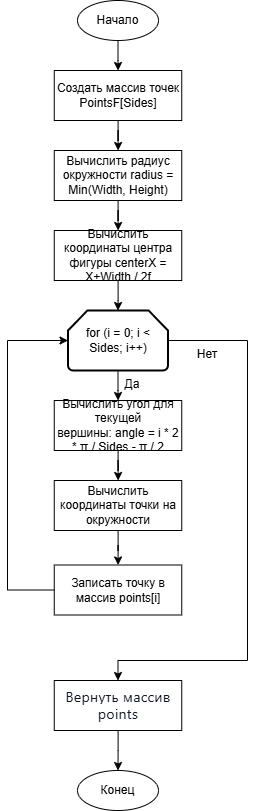 Начало
Создать массив точек
PointsF[Sides]
Вычислить радиус
окружности radius =
Min(Width, Height)
Вычислить
координаты центра
фигуры centerX =
X+Width / 2f
for (i = 0; i <
Sides; i++)
Нет
Да
Вычислить угол для
текущей
вершины: angle = i * 2
* π / Sides - π / 2
Вычислить
координаты точки на
окружности
Записать точку в
массив points[i]
Вернуть массив
points
Конец